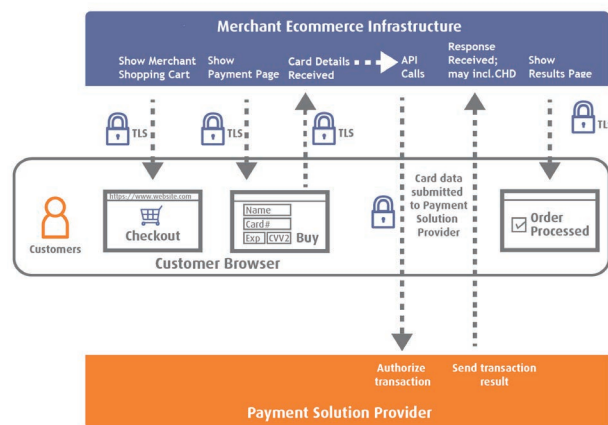 Merchant Ecommerce Infrastructure
Show Merchant
Shopping Cart
Show
Payment Page
Card Details
Received
API
Calls
Response
Received;
may incl.CHD
Show
Results Page
TLS
TLS
TLS
TL
https://www.website.com
Checkout
Name
Card#
Exp
CVV2
Buy
Card data
submitted
to Payment
Solution
Provider
Order
Processed
Customers
Customer Browser
Authorize
transaction
Send transaction
result
Payment Solution Provider